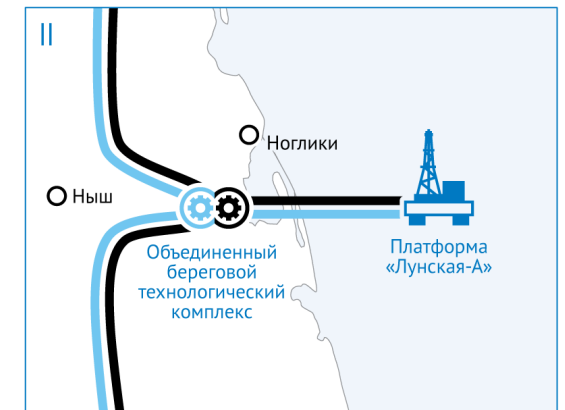 II
Ноглики
Ныш
Объединенный
береговой
технологический
комплекс
Платформа
«Лунская-А»